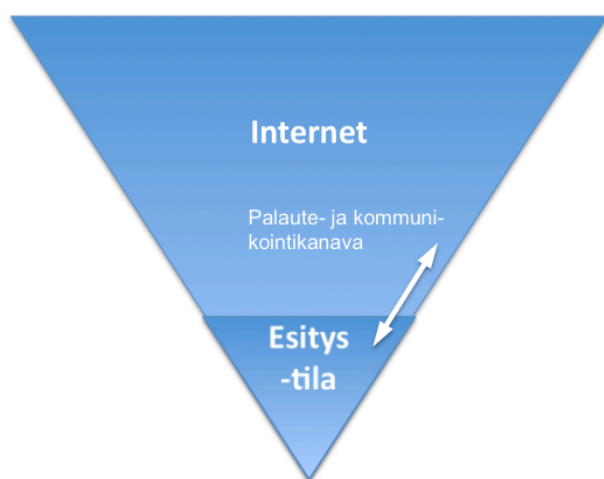 Internet
Palaute- ja kommuni-
kointikanava
Esitys
-tila